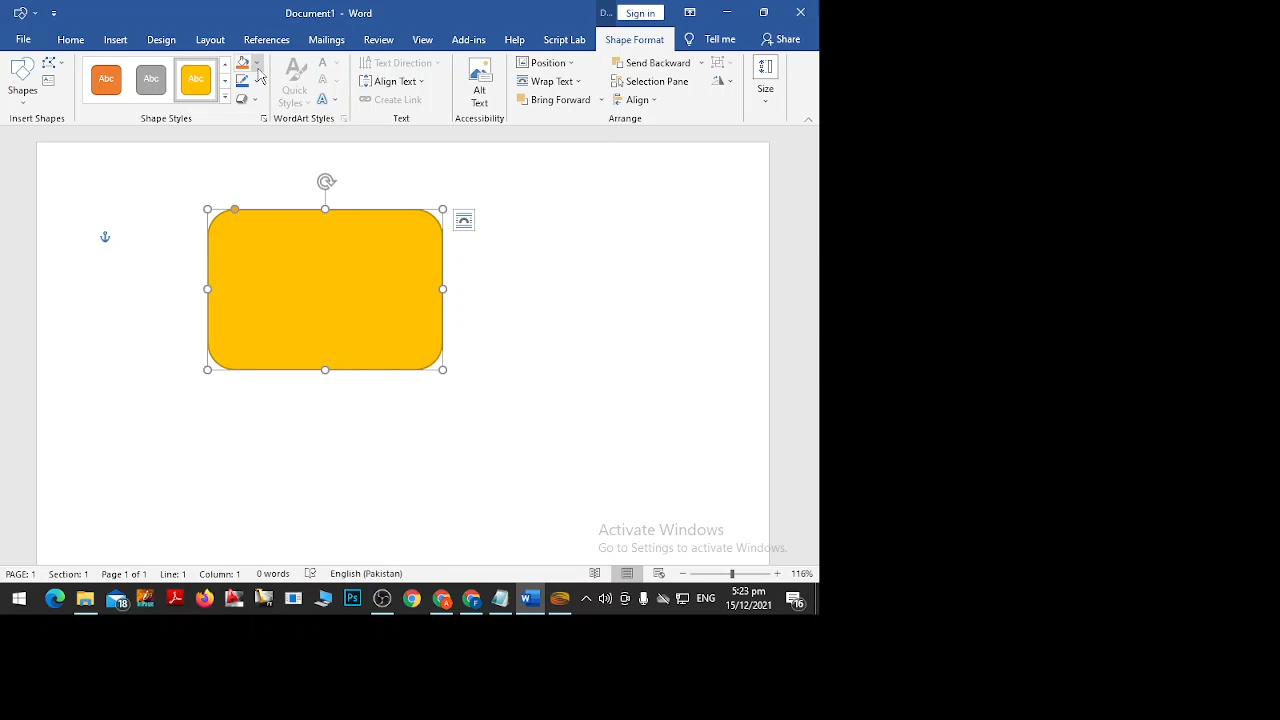 Document1 - Word
D...
Sign in
File
Home
Insert
Design
Layout
References
Mailings
Review
View
Add-ins
Help
Script Lab
Shape Format
Tell me
Share
Shapes
Insert Shapes
Abc
Abc
Abc
Shape Styles
Quick
Styles
WordArt Styles
Text Direction
Align Text
Create Link
Text
Alt
Text
Accessibility
Position
Wrap Text
Bring Forward
Send Backward
Selection Pane
Align
Arrange
Size
Activate Windows
Go to Settings to activate Windows.
PAGE: 1
Section: 1
Page 1 of 1
Line: 1
Column: 1
0 words
English (Pakistan)
116%
18
Ps
ENG
5:23 pm
15/12/2021
16